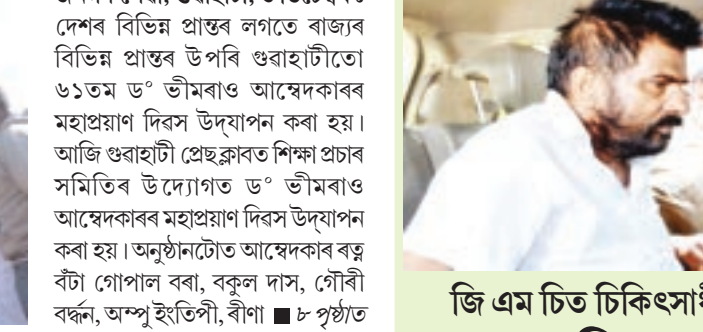 দেশৰ বিভিন্ন প্ৰান্তৰ লগতে ৰাজ্যৰ
বিভিন্ন প্ৰান্তৰ উপৰি গুৱাহাটীতো
৬১তম ড° ভীমৰাও আম্বেদকাৰৰ
মহাপ্ৰয়াণ দিৱস উদ্‌যাপন কৰা হয়।
আজি গুৱাহাটী প্ৰেছ ক্লাবত শিক্ষা প্ৰচাৰ
সমিতিৰ উদ্যোগত ড° ভীমৰাও
আম্বেদকাৰৰ মহাপ্ৰয়াণ দিৱস উদ্‌যাপন
কৰা হয়। অনুষ্ঠানটোত আম্বেদকাৰ ৰত্ন
বঁটা গোপাল বৰা, বকুল দাস, গৌৰী
বৰ্দ্ধন, অম্পু ইংতিপী, ৰীণা ■ ৮ পৃষ্ঠাত
জি এম চিত